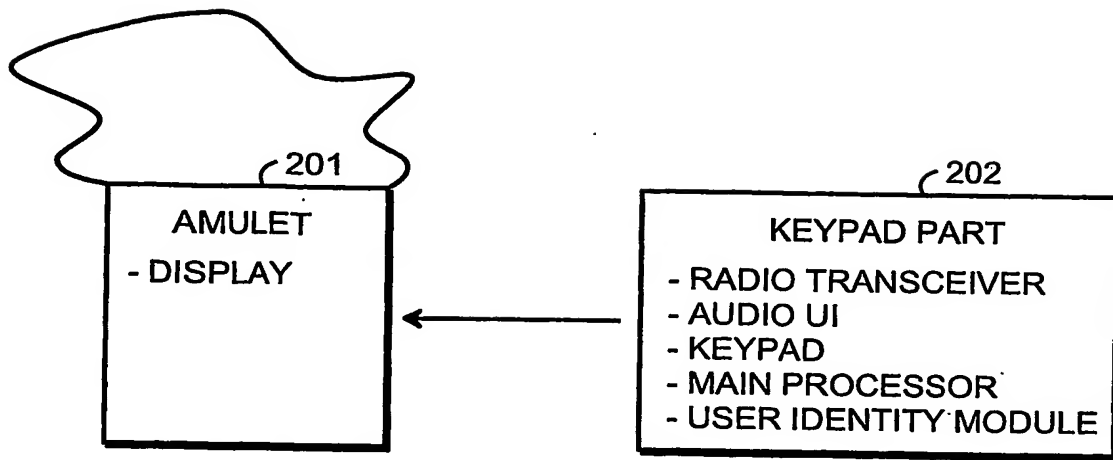 201
AMULET
- DISPLAY
202
KEYPAD PART
- RADIO TRANSCEIVER
- AUDIO UI
- KEYPAD
- MAIN PROCESSOR
- USER IDENTITY MODULE